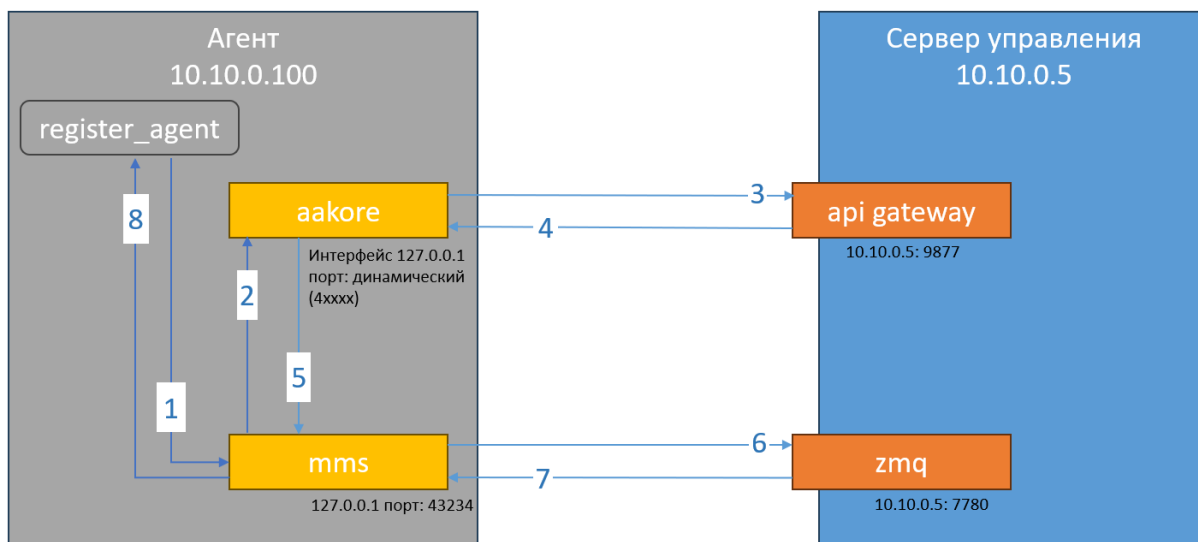 Агент
10.10.0.100
Сервер управления
10.10.0.5
register_agent
8
aakore
3
4
api gateway
Интерфейс 127.0.0.1
порт: динамический
(4xxxx)
10.10.0.5: 9877
2
5
1
mms
6
7
zmq
127.0.0.1 порт: 43234
10.10.0.5: 7780